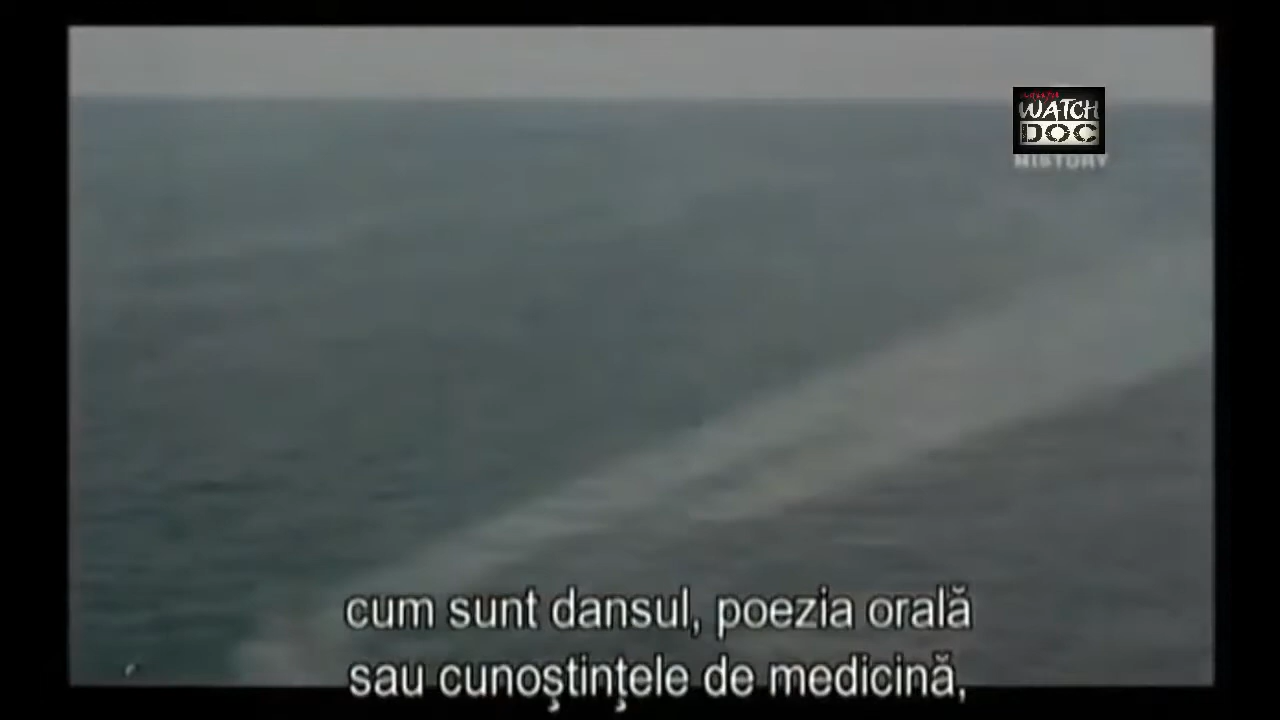 WATCH
DOC
HISTORY
cum sunt dansul, poezia orală
sau cunoştinţele de medicină,